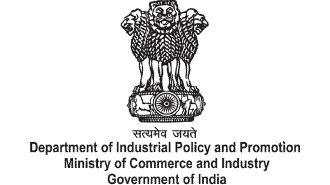 सत्यमेव जयते
Department of Industrial Policy and Promotion
Ministry of Commerce and Industry
Government of India